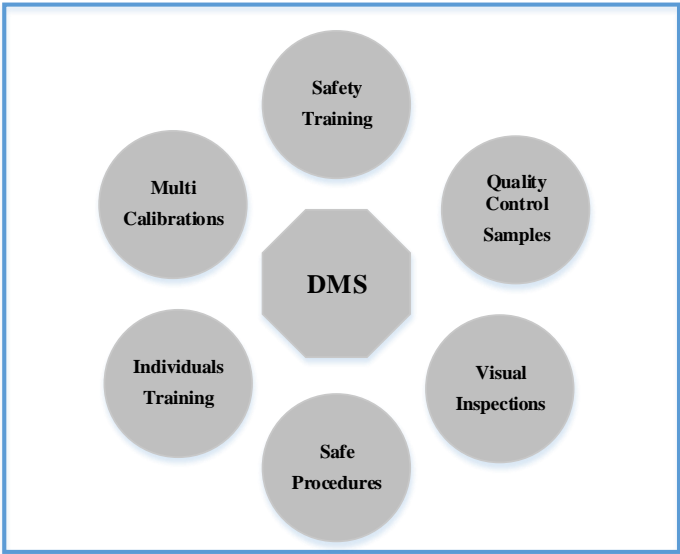 Safety
Training
Multi
Calibrations
Quality
Control
Samples
DMS
Individuals
Training
Visual
Inspections
Safe
Procedures